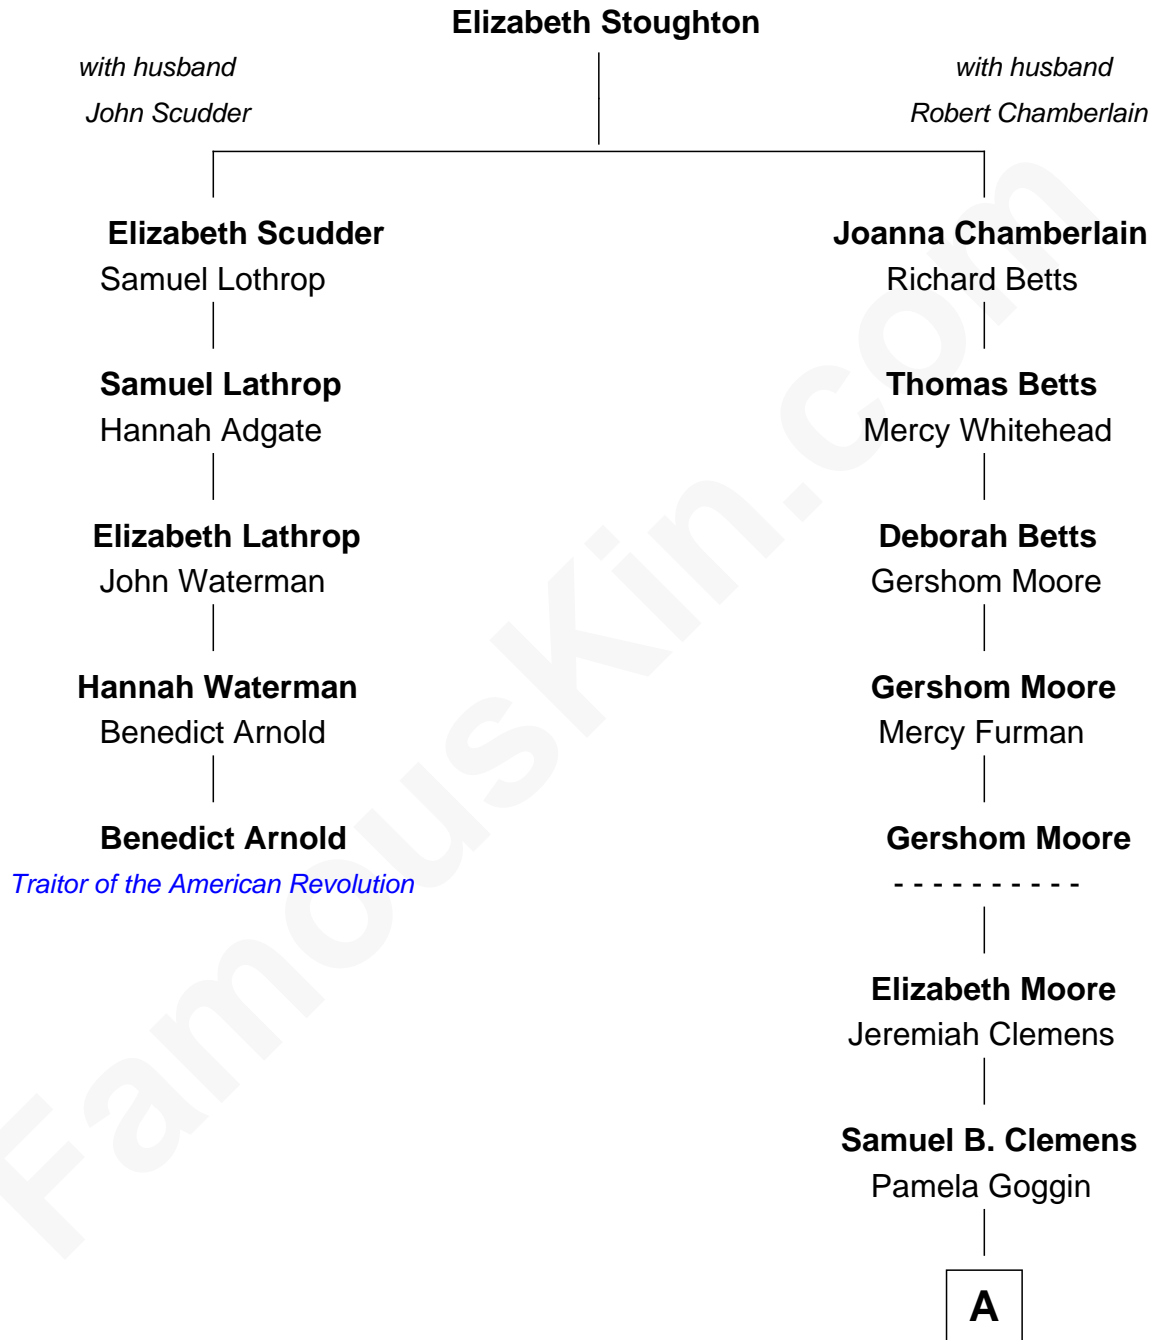 Elizabeth Stoughton
with husband
John Scudder
with husband
Robert Chamberlain
Elizabeth Scudder
Samuel Lothrop
Samuel Lathrop
Hannah Adgate
Elizabeth Lathrop
John Waterman
Hannah Waterman
Benedict Arnold
Benedict Arnold
Traitor of the American Revolution
Joanna Chamberlain
Richard Betts
Thomas Betts
Mercy Whitehead
Deborah Betts
Gershom Moore
Gershom Moore
Mercy Furman
Gershom Moore
- - - - - - - - - -
Elizabeth Moore
Jeremiah Clemens
Samuel B. Clemens
Pamela Goggin
A
FamousKin.com